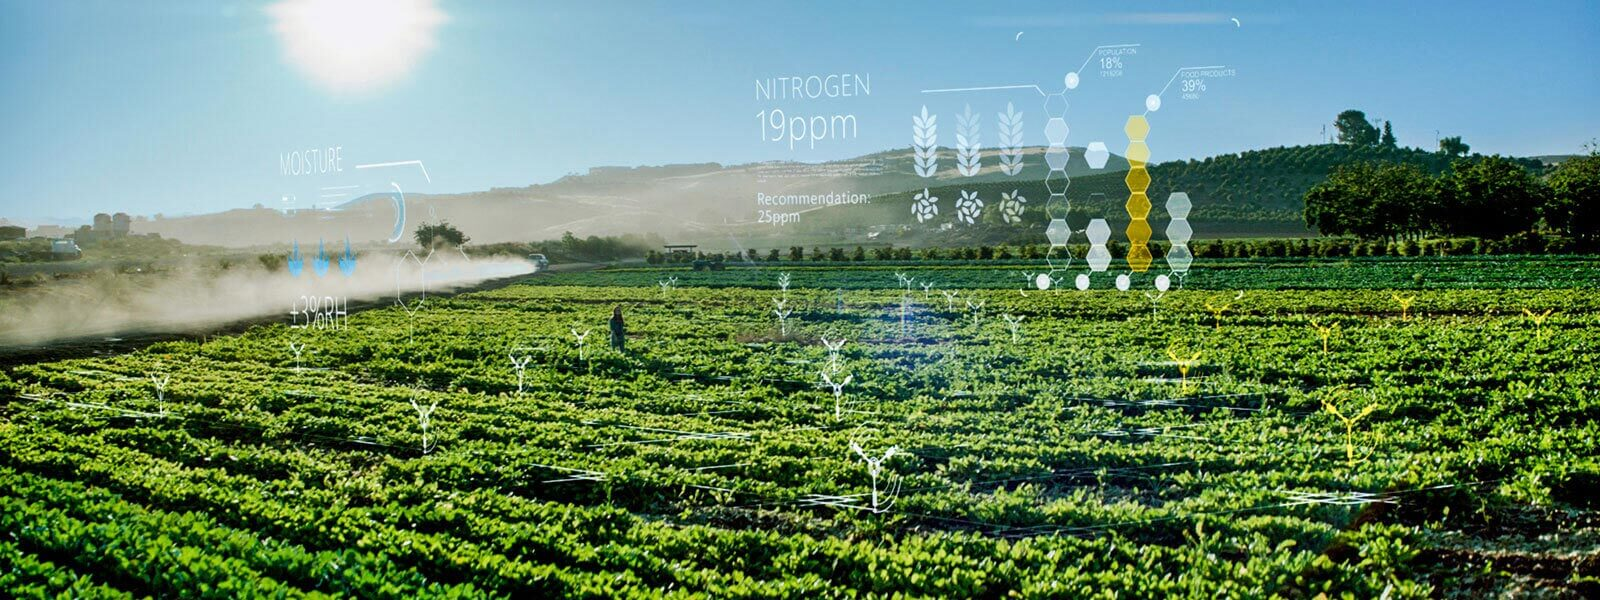 MOISTURE
±3%RH
NITROGEN
19ppm
Recommendation:
25ppm
POPULATION
18%
FOOD PRODUCTS
39%